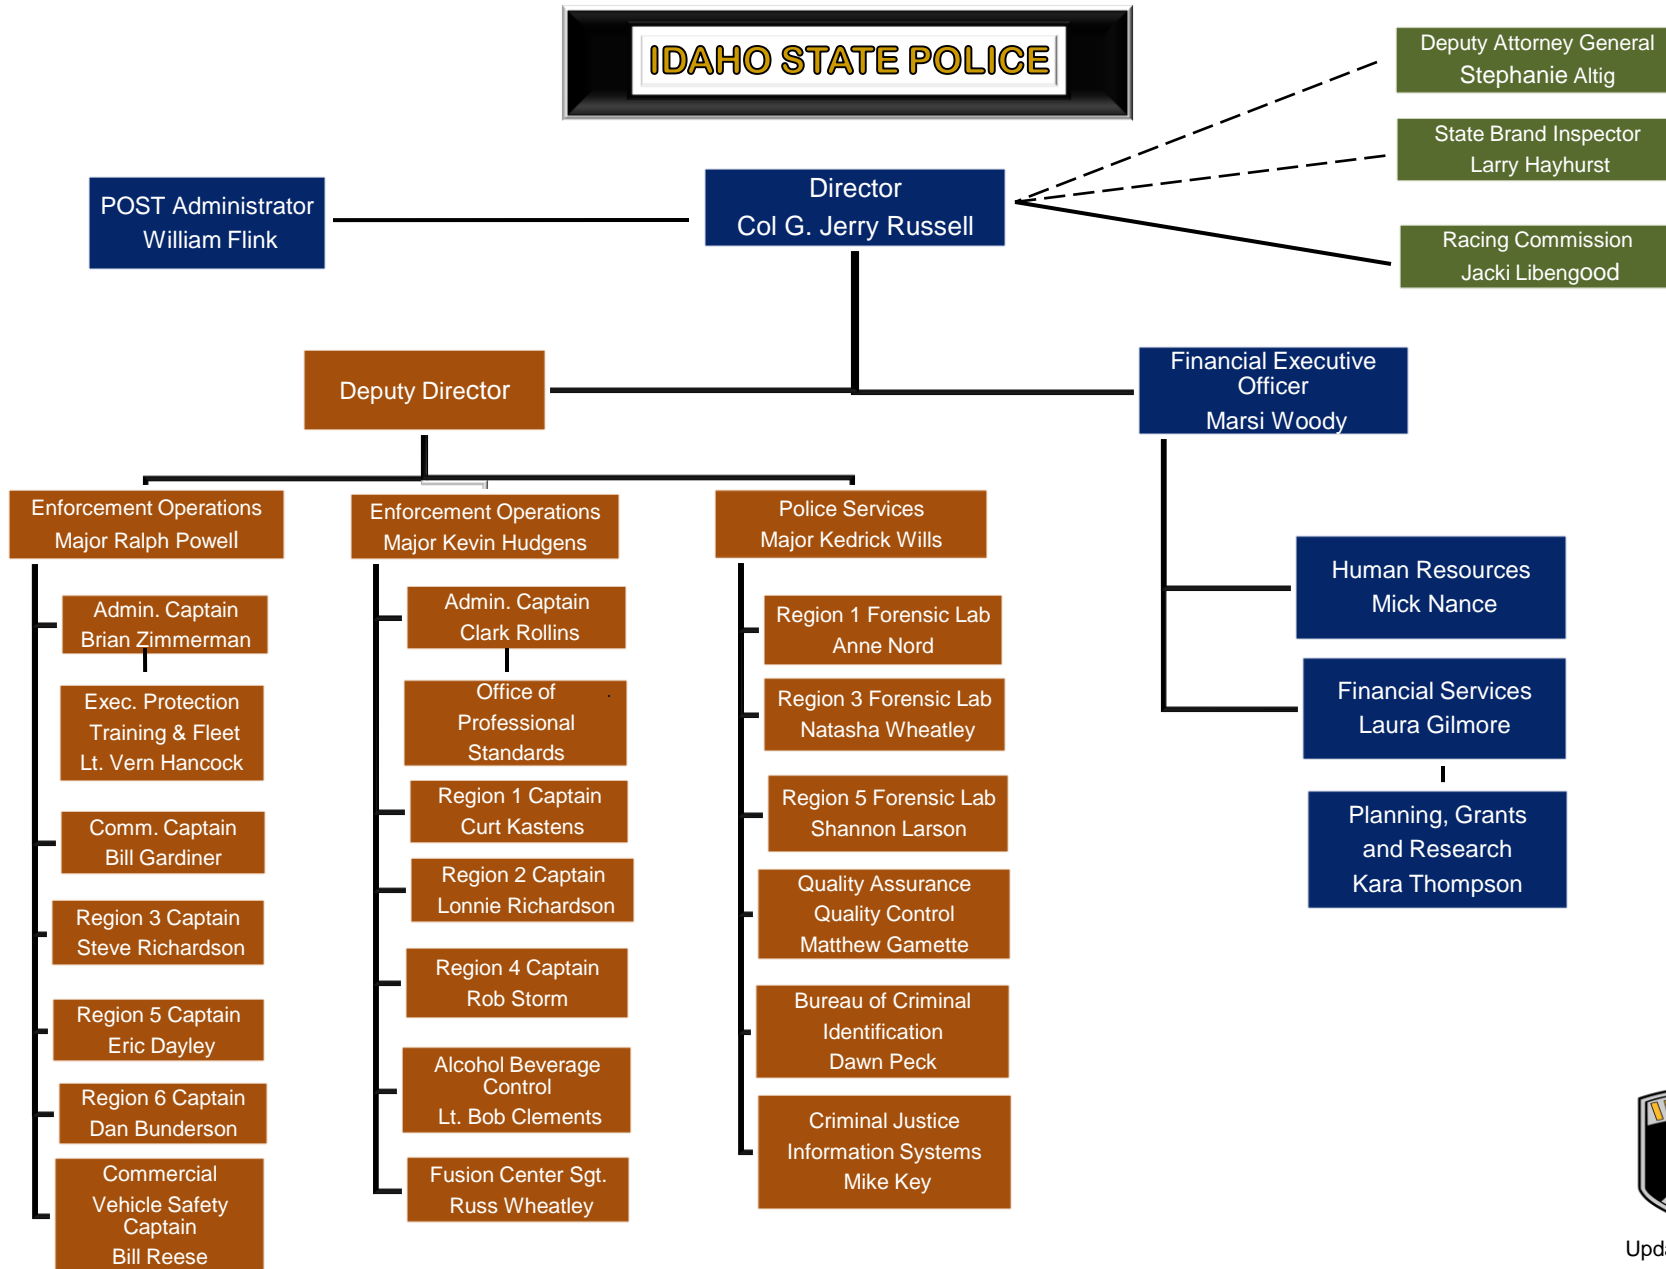 IDAHO STATE POLICE
Deputy Attorney General
Stephanie Altig
State Brand Inspector
Larry Hayhurst
Racing Commission
Jacki Libengood
POST Administrator
William Flink
Director
Col G. Jerry Russell
Deputy Director
Financial Executive
Officer
Marsi Woody
Enforcement Operations
Major Ralph Powell
Admin. Captain
Brian Zimmerman
Exec. Protection
Training & Fleet
Lt. Vern Hancock
Comm. Captain
Bill Gardiner
Region 3 Captain
Steve Richardson
Region 5 Captain
Eric Dayley
Region 6 Captain
Dan Bunderson
Commercial
Vehicle Safety
Captain
Bill Reese
Enforcement Operations
Major Kevin Hudgens
Admin. Captain
Clark Rollins
Office of
Professional
Standards
Region 1 Captain
Curt Kastens
Region 2 Captain
Lonnie Richardson
Region 4 Captain
Rob Storm
Alcohol Beverage
Control
Lt. Bob Clements
Fusion Center Sgt.
Russ Wheatley
Police Services
Major Kedrick Wills
Region 1 Forensic Lab
Anne Nord
Region 3 Forensic Lab
Natasha Wheatley
Region 5 Forensic Lab
Shannon Larson
Quality Assurance
Quality Control
Matthew Gamette
Bureau of Criminal
Identification
Dawn Peck
Criminal Justice
Information Systems
Mike Key
Human Resources
Mick Nance
Financial Services
Laura Gilmore
Planning, Grants
and Research
Kara Thompson